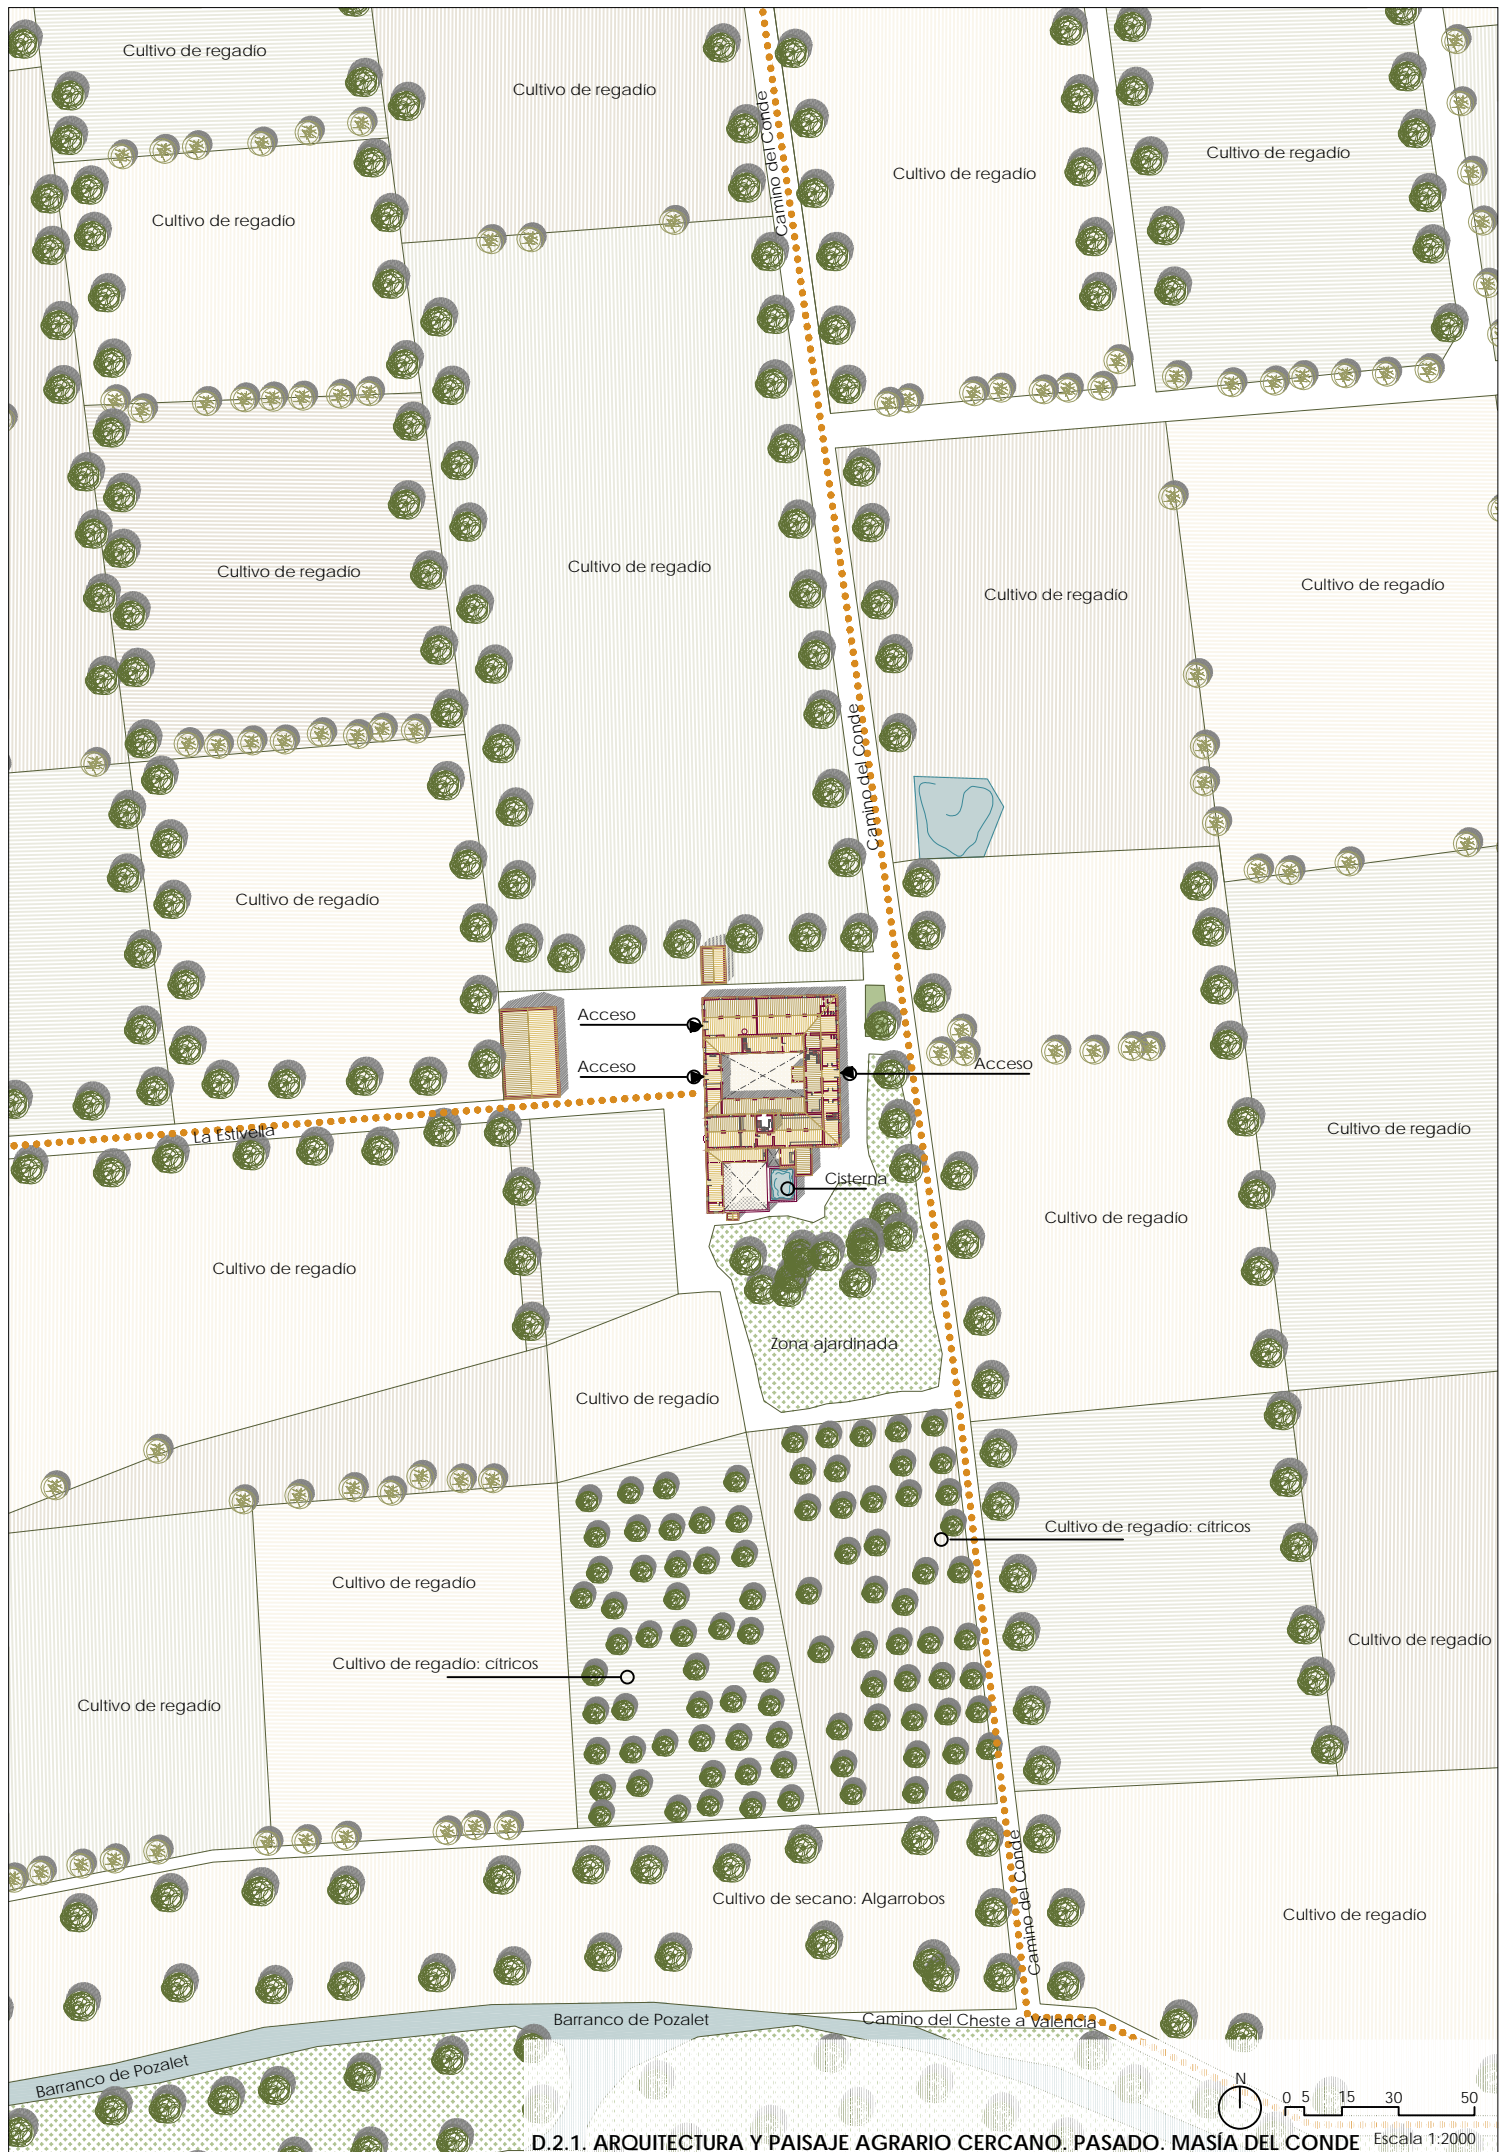 Cultivo de regadío
Cultivo de regadío
Camino del Conde
Cultivo de regadío
Cultivo de regadío
Cultivo de regadío
Cultivo de regadío
Cultivo de regadío
Cultivo de regadío
Cultivo de regadío
Cultivo de regadío
Camino del Conde
Cultivo de regadío
Acceso
Acceso
Acceso
La Estivella
Cultivo de regadío
Cisterna
Cultivo de regadío
Cultivo de regadío
Zona ajardinada
Cultivo de regadío
Cultivo de regadío: cítricos
Cultivo de regadío
Cultivo de regadío
Cultivo de regadío: cítricos
Cultivo de regadío
Camino del Conde
Cultivo de secano: Algarrobos
Cultivo de regadío
Barranco de Pozalet
Camino del Cheste a Valencia
Barranco de Pozalet
N
0 5 15 30 50
D.2.1. ARQUITECTURA Y PAISAJE AGRARIO CERCANO. PASADO. MASÍA DEL CONDE Escala 1:2000